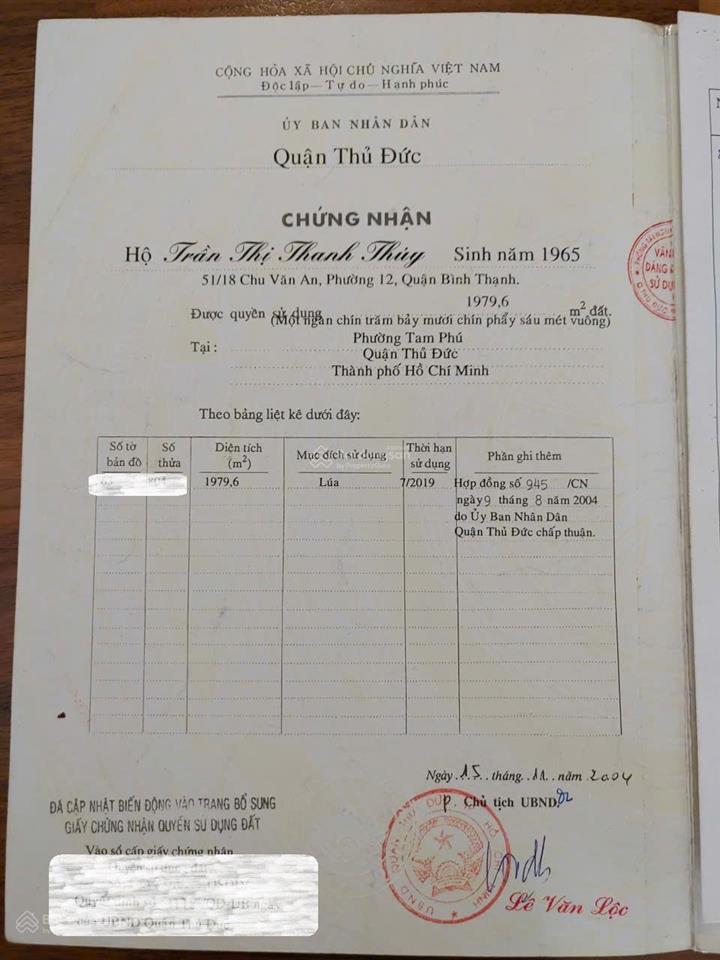 CỘNG HÒA XÃ HỘI CHỦ NGHĨA VIỆT NAM
Độc lập — Tự do — Hạnh phúc
ỦY BAN NHÂN DÂN
Quận Thủ Đức
CHỨNG NHẬN
Hộ Trần Thị Thanh Thúy Sinh năm 1965
51/18 Chu Văn An, Phường 12, Quận Bình Thạnh.
Được quyền sử dụng 1979,6 m2 đất.
(Một ngàn chín trăm bảy mươi chín phẩy sáu mét vuông)
Tại : Phường Tam Phú
Quận Thủ Đức
Thành phố Hồ Chí Minh
Theo bảng liệt kê dưới đây:
Số tờ bản đồ Số thửa Diện tích (m2) Mục đích sử dụng Thời hạn sử dụng Phần ghi thêm
1979,6 Lúa 7/2019 Hợp đồng số 945 /CN
ngày 9 tháng 8 năm 2004
do Ủy Ban Nhân Dân
Quận Thủ Đức chấp thuận.
Ngày 15 tháng 11 năm 2004
P. Chủ tịch UBND
ĐÃ CẬP NHẬT BIẾN ĐỘNG VÀO TRANG BỔ SUNG
GIẤY CHỨNG NHẬN QUYỀN SỬ DỤNG ĐẤT
Vào sổ cấp giấy chứng nhận
Lê Văn Lộc